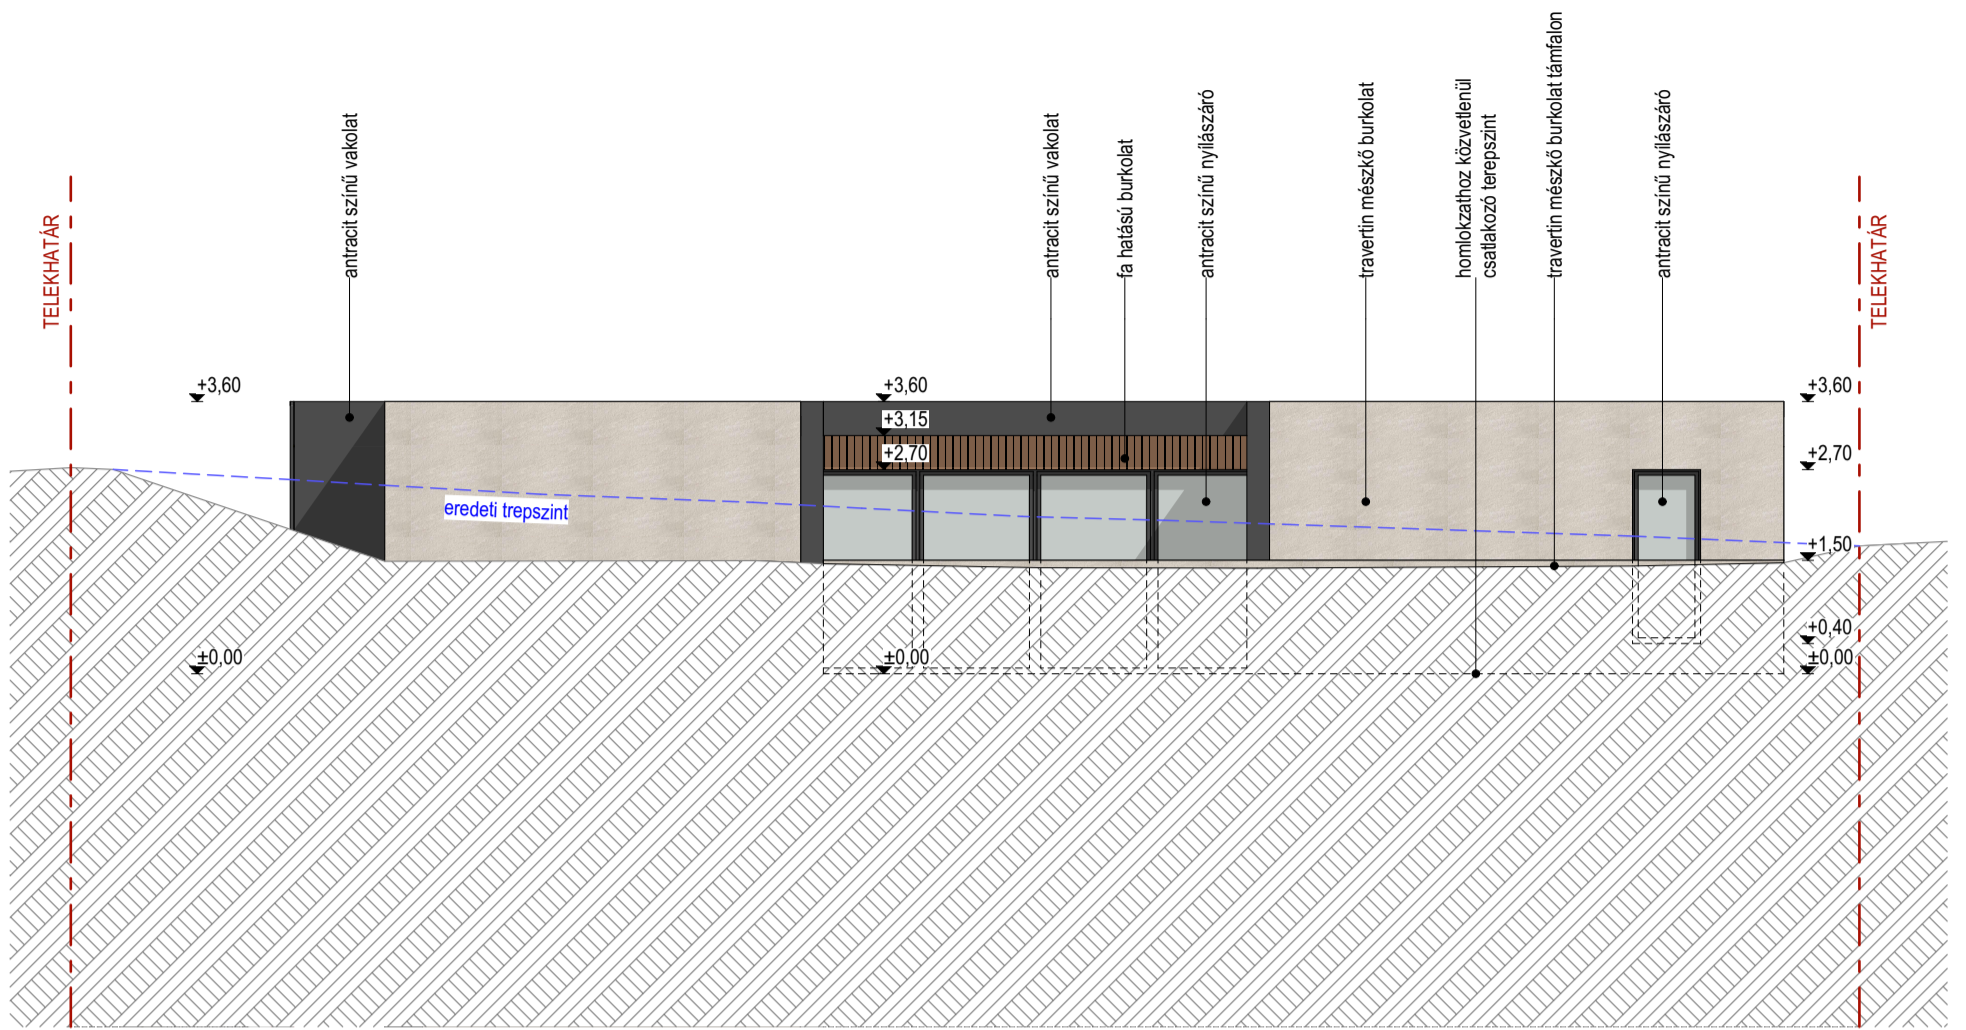 TELEKHATÁR
antracit színű vakolat
antracit színű vakolat
fa hatású burkolat
antracit színű nyílászáró
travertin mészkő burkolat
homlokzathoz közvetlenül
csatlakozó terepszint
travertin mészkő burkolat támfalon
antracit színű nyílászáró
TELEKHATÁR
+3,60
+3,60
+3,60
+3,15
+2,70
+2,70
eredeti trepszint
+1,50
+0,40
±0,00
±0,00
±0,00